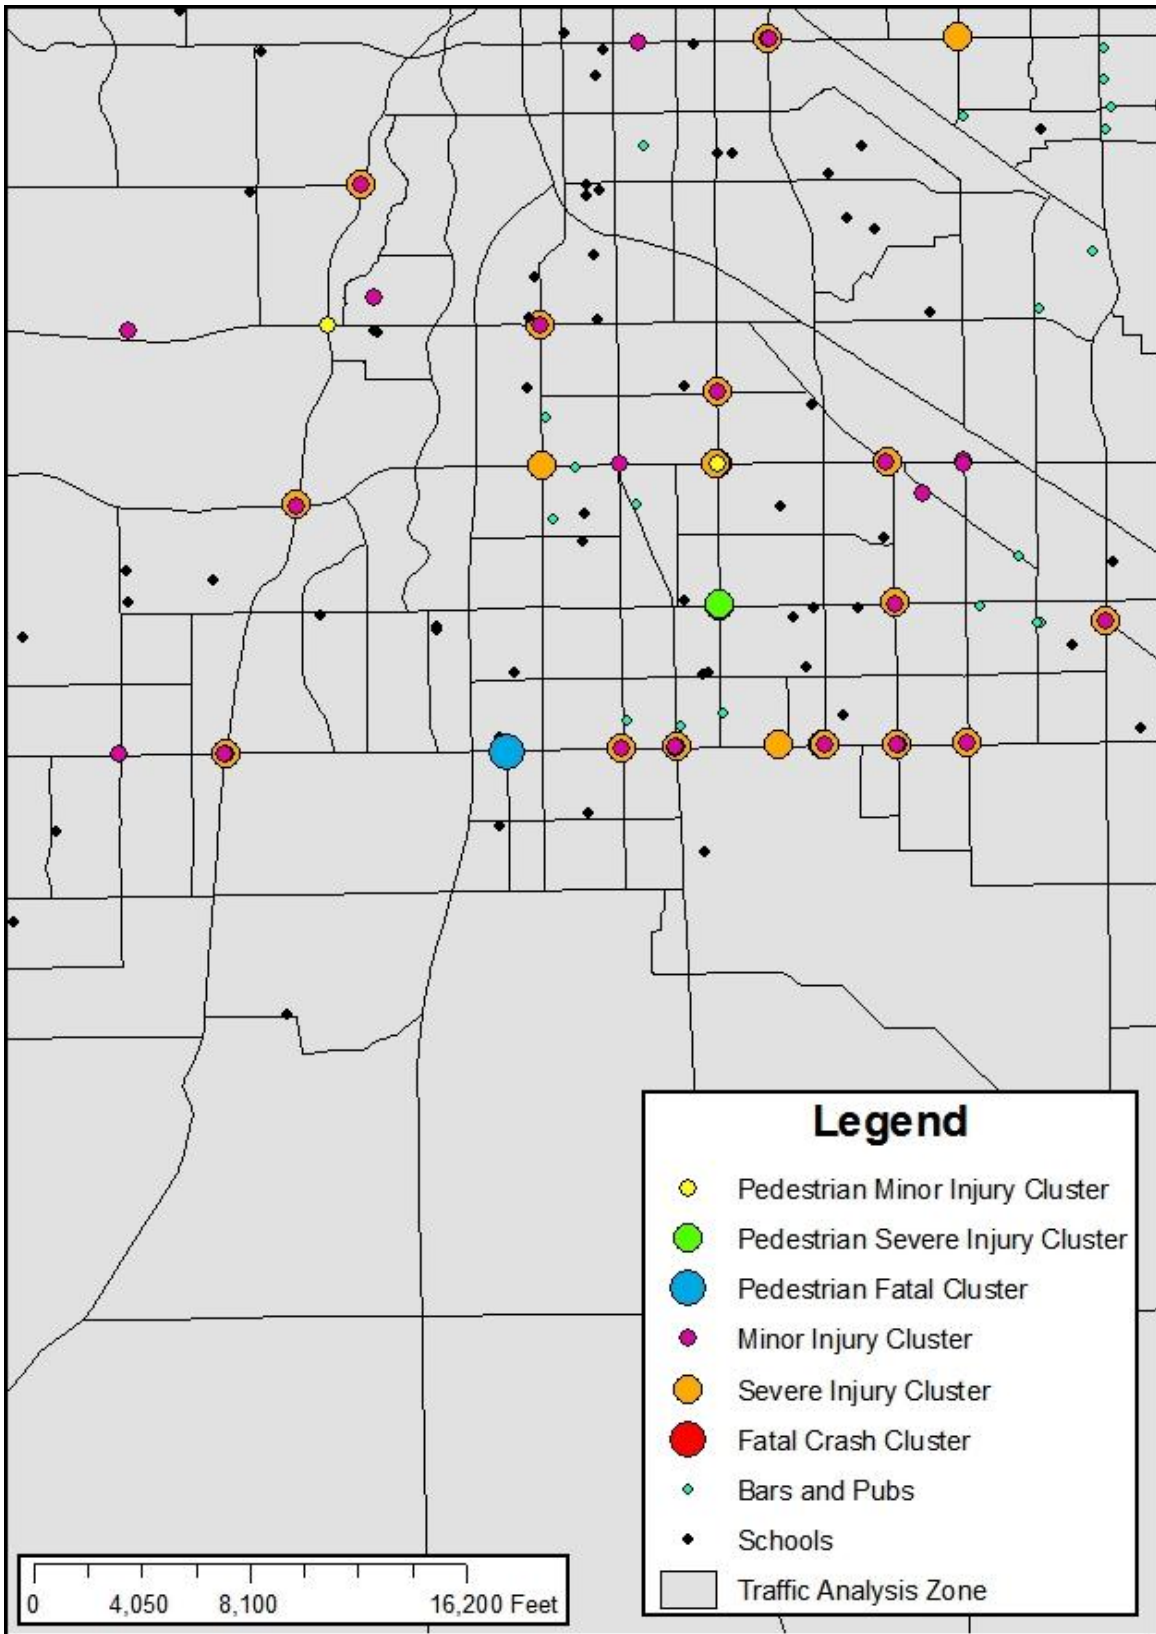 Legend
Pedestrian Minor Injury Cluster
Pedestrian Severe Injury Cluster
Pedestrian Fatal Cluster
Minor Injury Cluster
Severe Injury Cluster
Fatal Crash Cluster
Bars and Pubs
Schools
Traffic Analysis Zone
0 4,050 8,100 16,200 Feet